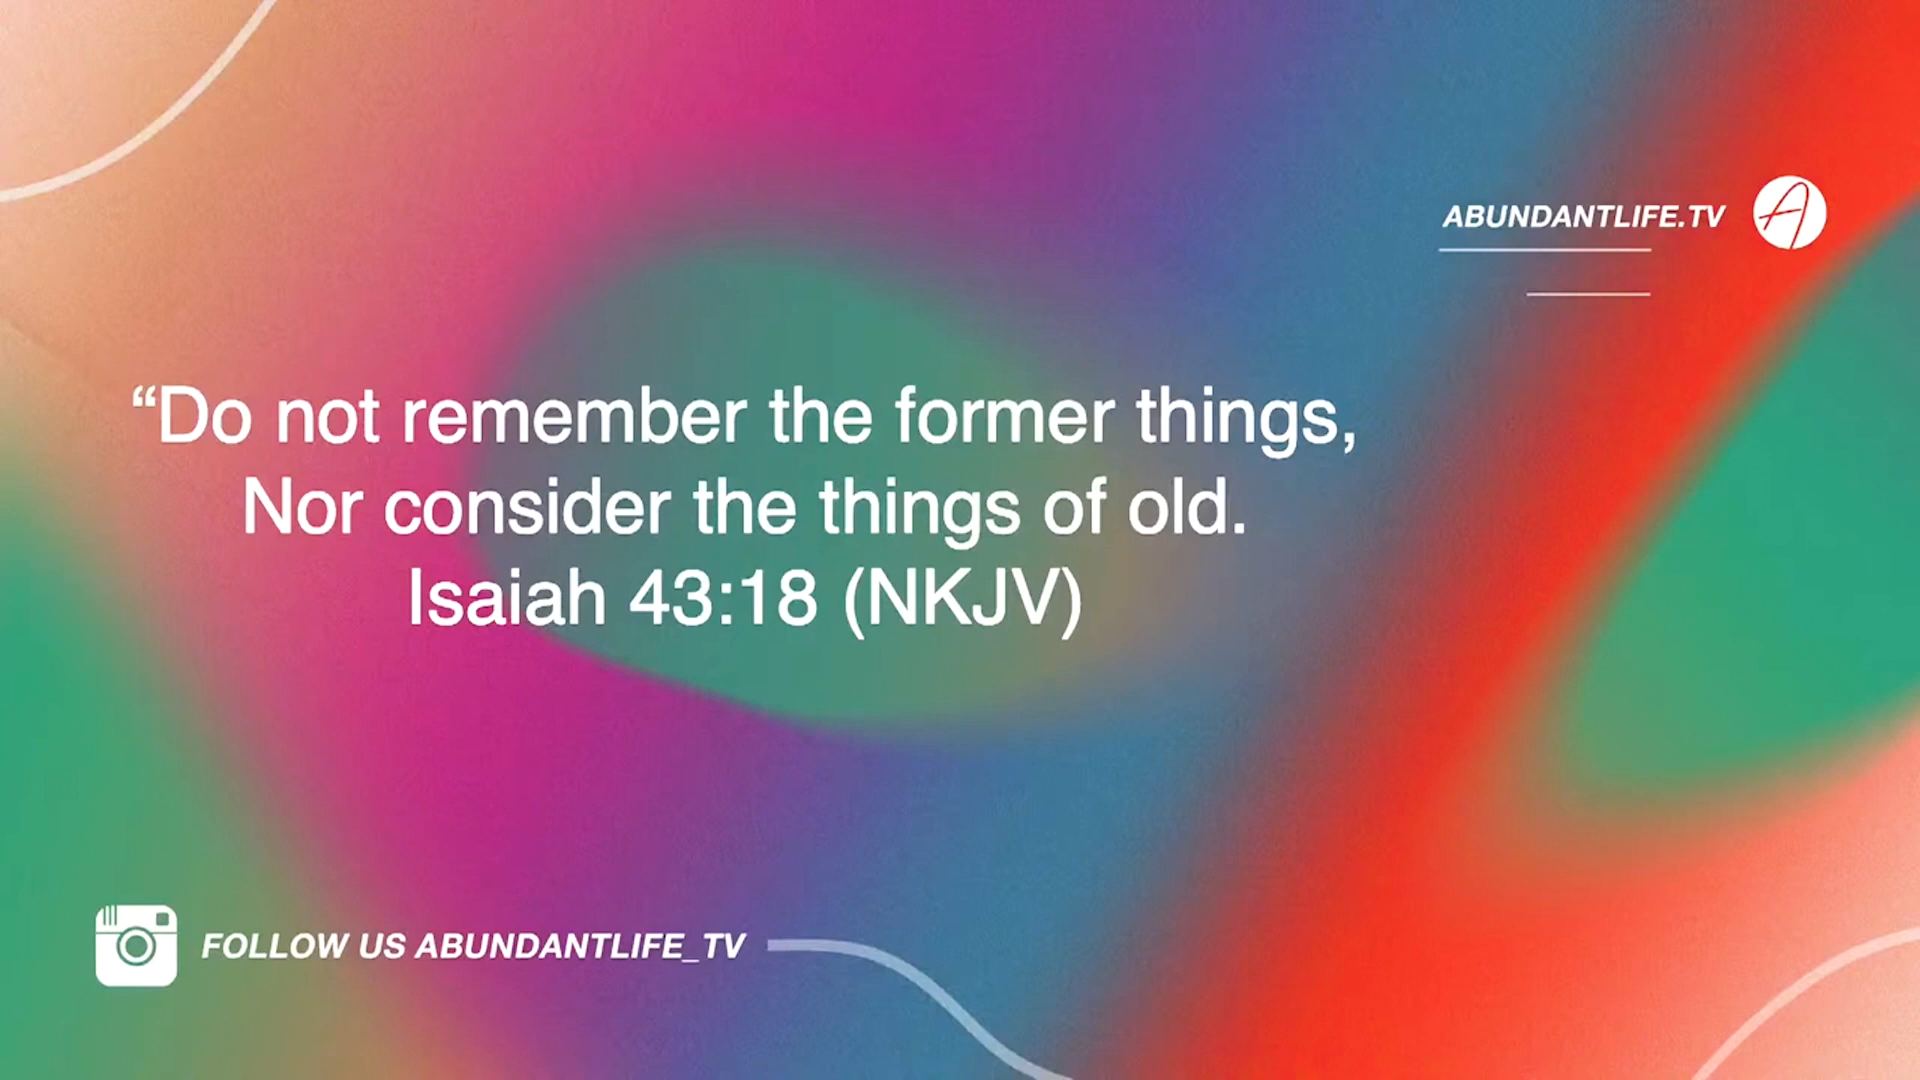 ABUNDANTLIFE.TV
“Do not remember the former things,
Nor consider the things of old.
Isaiah 43:18 (NKJV)
FOLLOW US ABUNDANTLIFE_TV